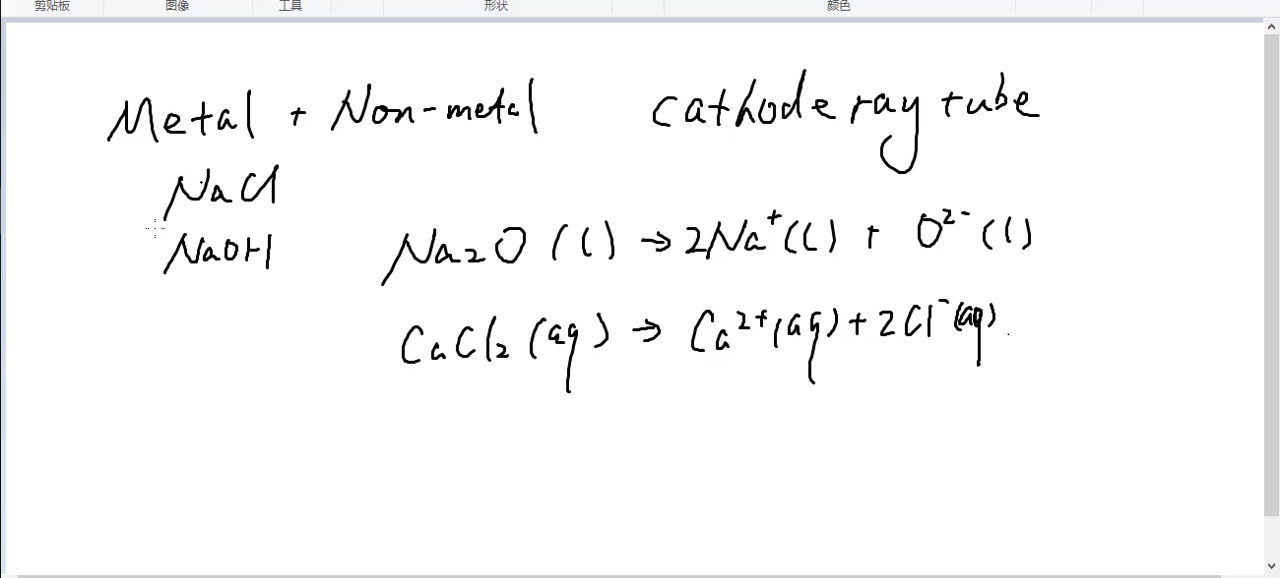 剪贴板 图像 工具 形状 颜色
Metal + Non-metal cathode ray tube
NaCl
NaOH Na2O (l) → 2Na⁺(l) + O²⁻(l)
CaCl2 (aq) → Ca²⁺(aq) + 2Cl⁻(aq).